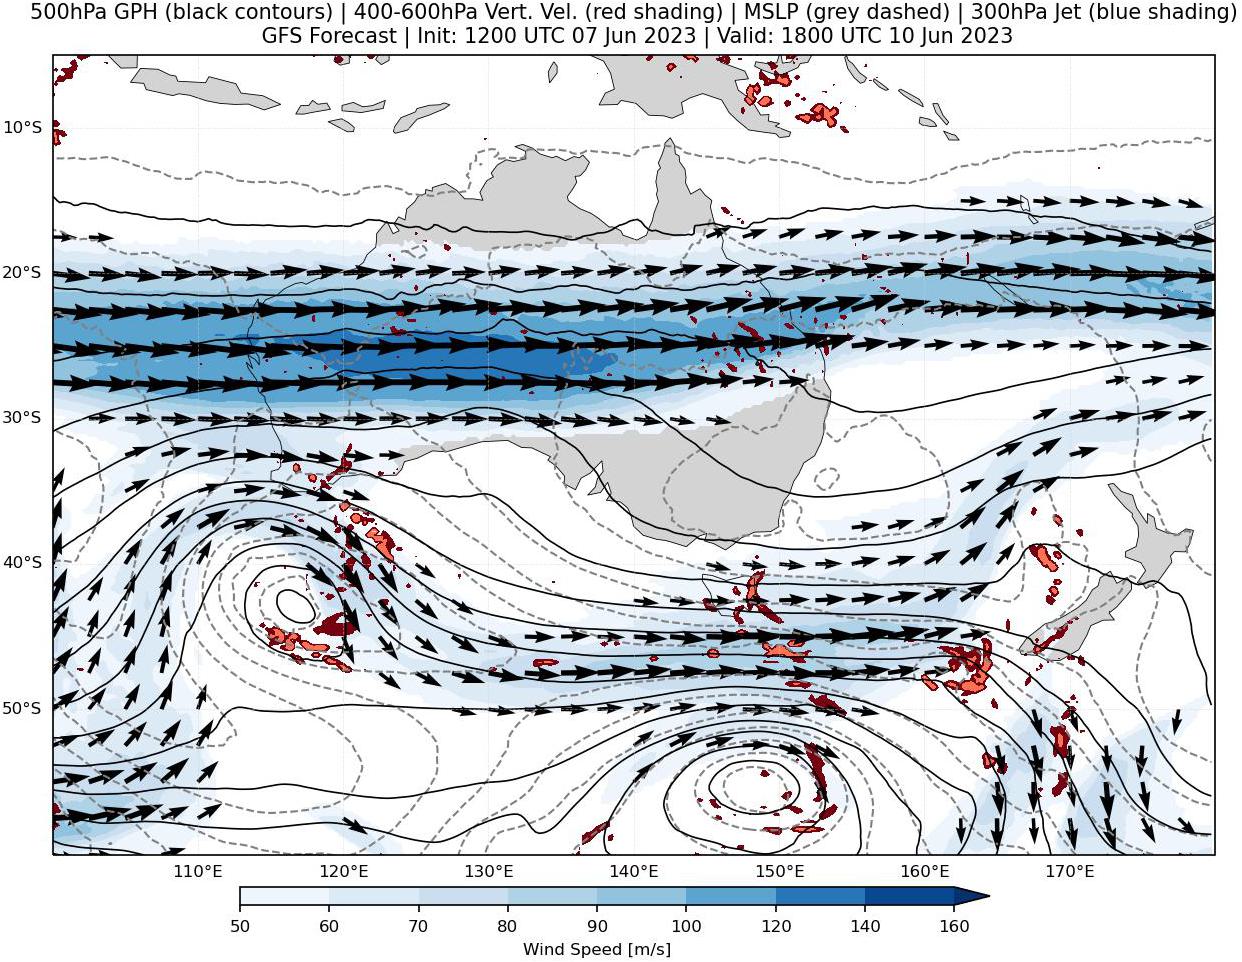 500hPa GPH (black contours) | 400-600hPa Vert. Vel. (red shading) | MSLP (grey dashed) | 300hPa Jet (blue shading)
GFS Forecast | Init: 1200 UTC 07 Jun 2023 | Valid: 1800 UTC 10 Jun 2023
10°S
20°S
30°S
40°S
50°S
110°E 120°E 130°E 140°E 150°E 160°E 170°E
50 60 70 80 90 100 120 140 160
Wind Speed [m/s]